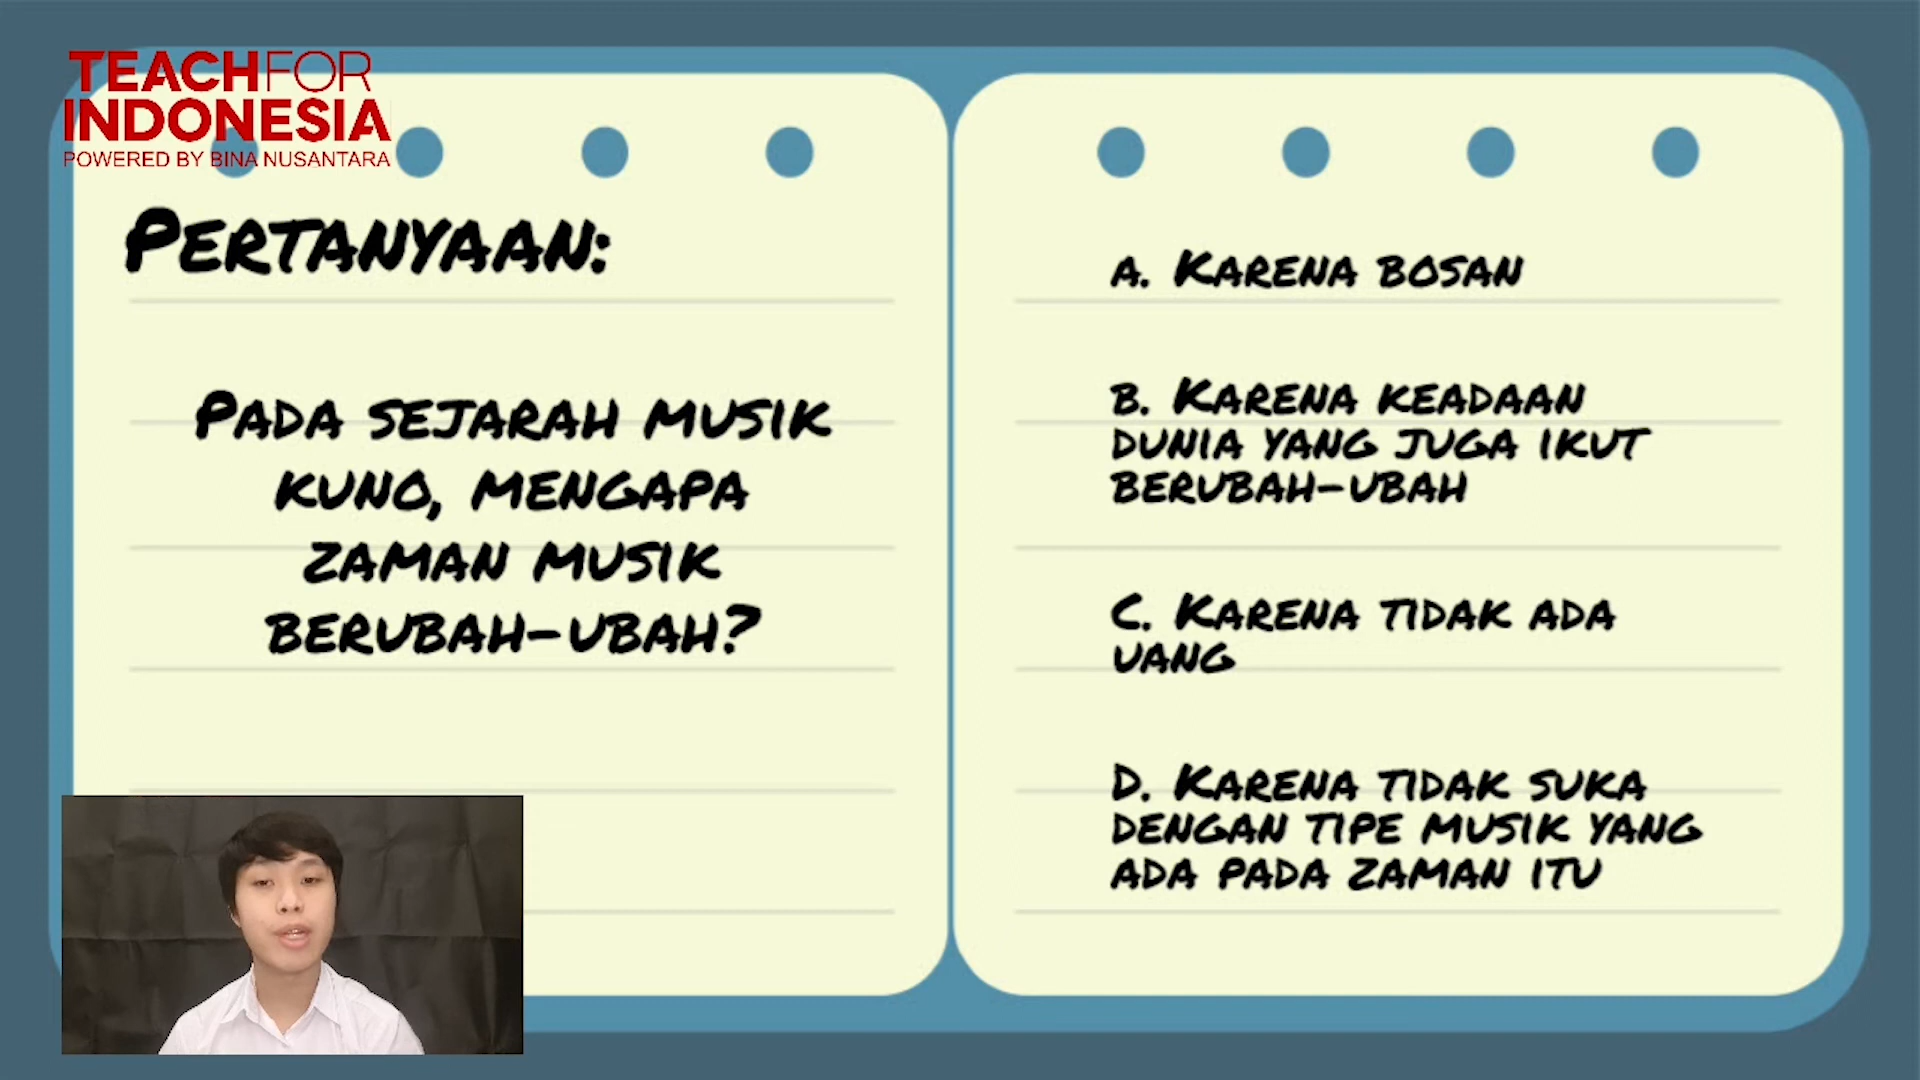 TEACHFOR
INDONESIA
POWERED BY BINA NUSANTARA
PERTANYAAN:
PADA SEJARAH MUSIK
KUNO, MENGAPA
ZAMAN MUSIK
BERUBAH-UBAH?
A. KARENA BOSAN
B. KARENA KEADAAN
DUNIA YANG JUGA IKUT
BERUBAH-UBAH
C. KARENA TIDAK ADA
UANG
D. KARENA TIDAK SUKA
DENGAN TIPE MUSIK YANG
ADA PADA ZAMAN ITU